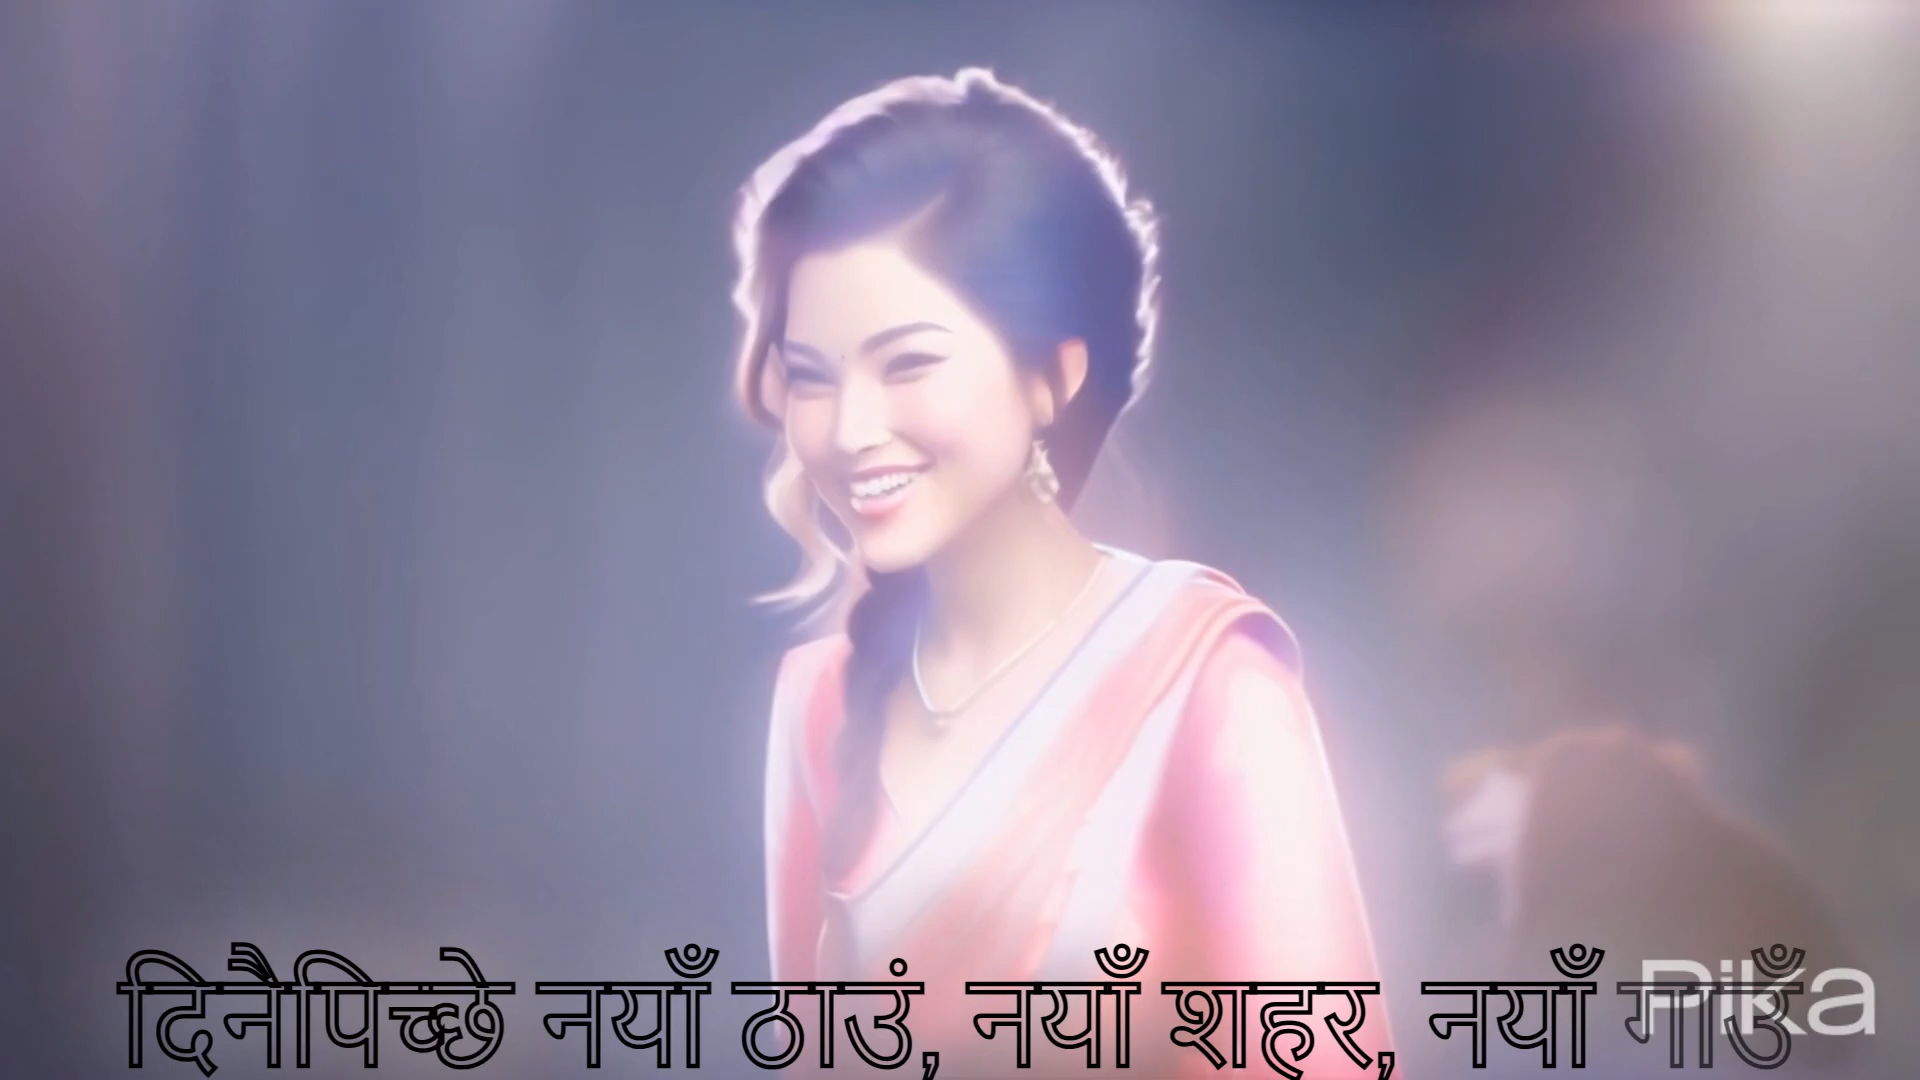 दिनैपिच्छे नयाँ ठाउं, नयाँ शहर, नयाँ गाउँ
Pika